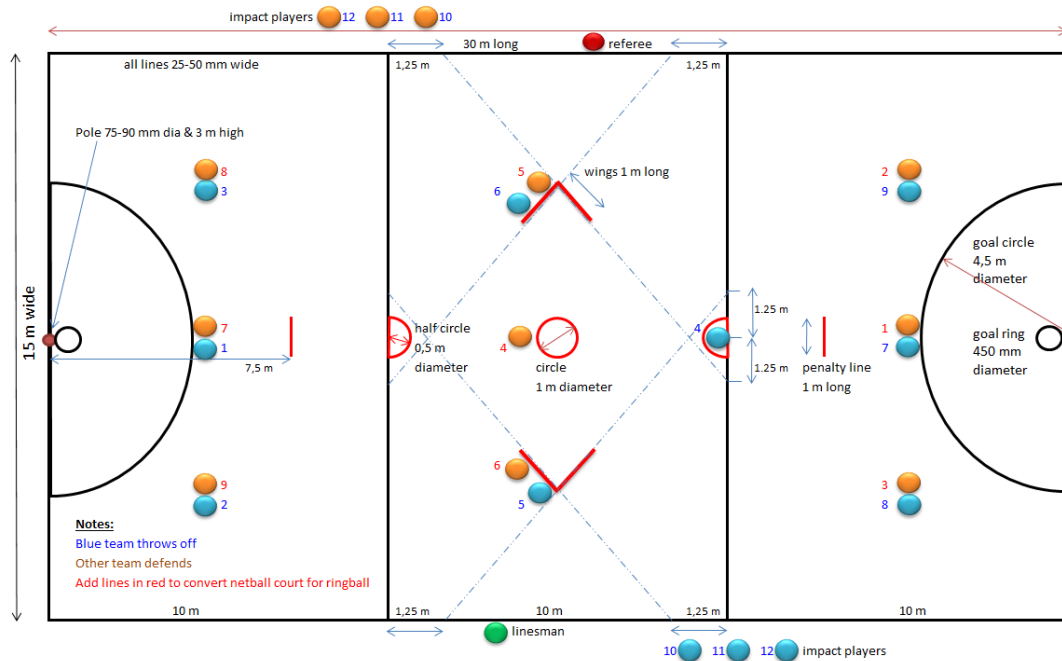 impact players 12 11 10
30 m long
referee
all lines 25-50 mm wide
1,25 m
1,25 m
Pole 75-90 mm dia & 3 m high
8
3
5
6
wings 1 m long
2
9
goal circle
4,5 m
diameter
15 m wide
7
1
7,5 m
half circle
0,5 m
diameter
4
circle
1 m diameter
4
1.25 m
1.25 m
penalty line
1 m long
1
7
goal ring
450 mm
diameter
9
2
6
5
3
8
Notes:
Blue team throws off
Other team defends
Add lines in red to convert netball court for ringball
10 m
1,25 m
10 m
1,25 m
10 m
linesman
10 11 12 impact players